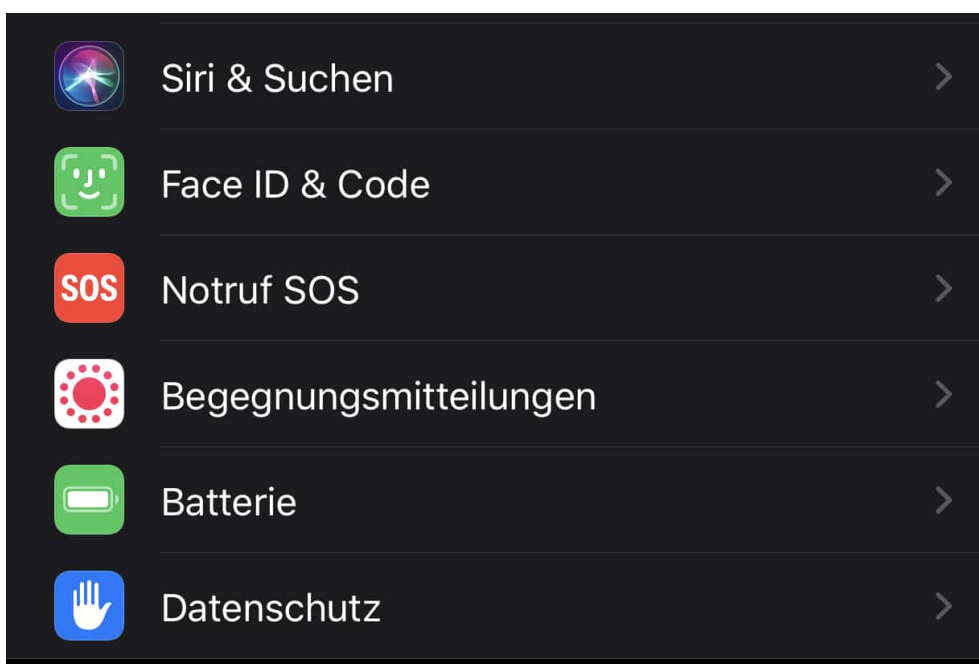 Siri & Suchen
Face ID & Code
SOS Notruf SOS
Begegnungsmitteilungen
Batterie
Datenschutz